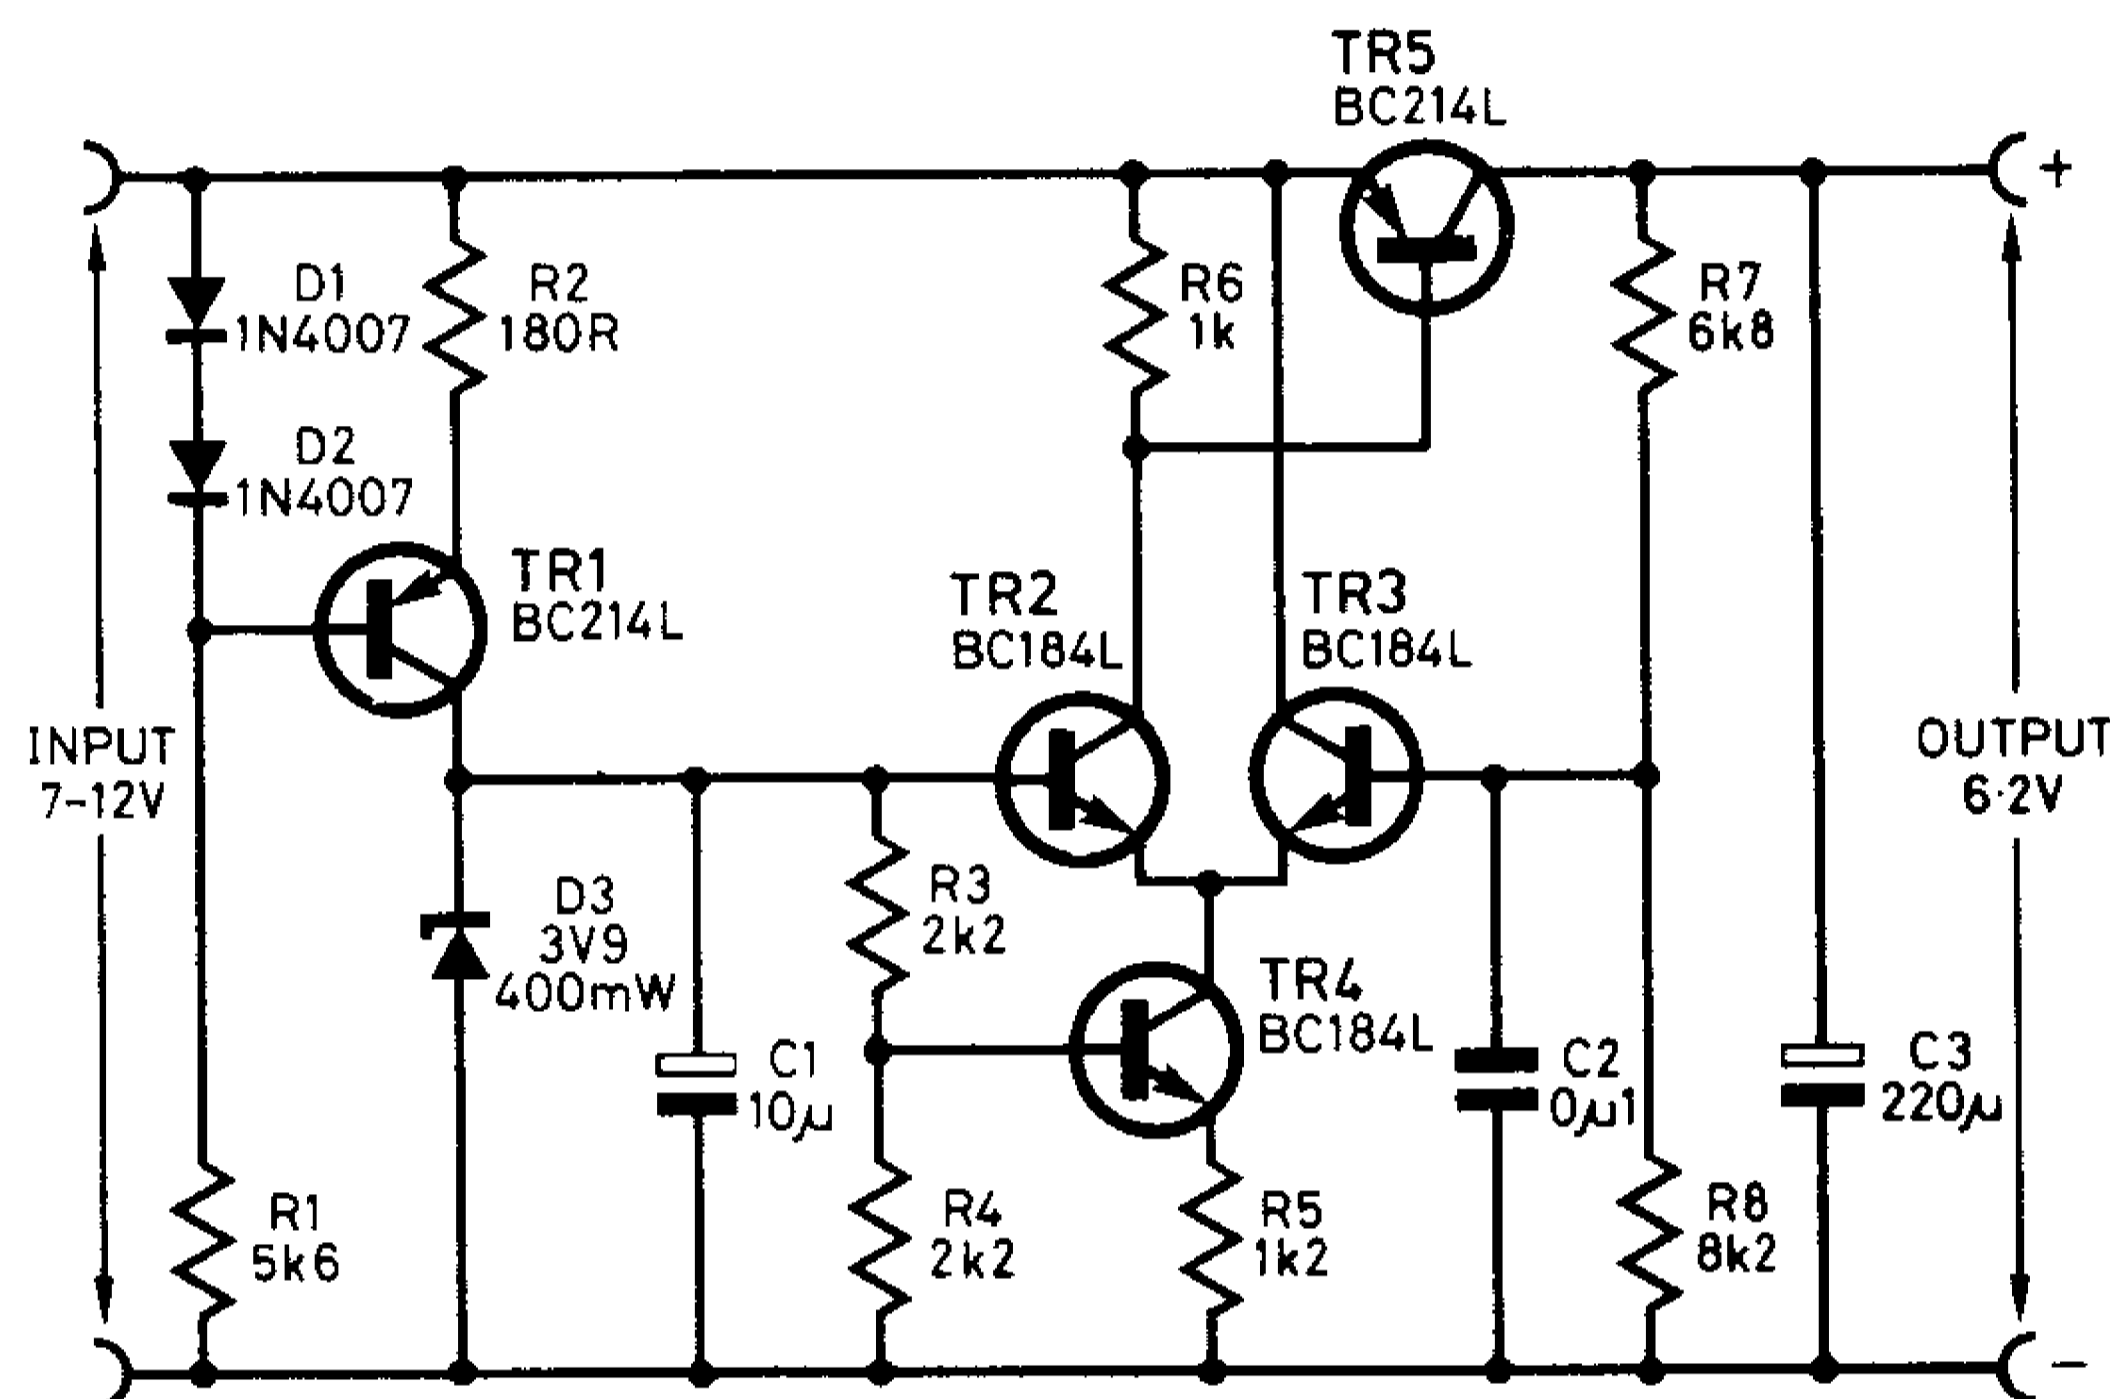 TR5
BC214L
+
D1
1N4007
R2
180R
R6
1k
R7
6k8
D2
1N4007
TR1
BC214L
TR2
BC184L
TR3
BC184L
INPUT
7-12V
OUTPUT
6·2V
D3
3V9
400mW
R3
2k2
TR4
BC184L
C1
10μ
C2
0μ1
C3
220μ
R1
5k6
R4
2k2
R5
1k2
R8
8k2
−